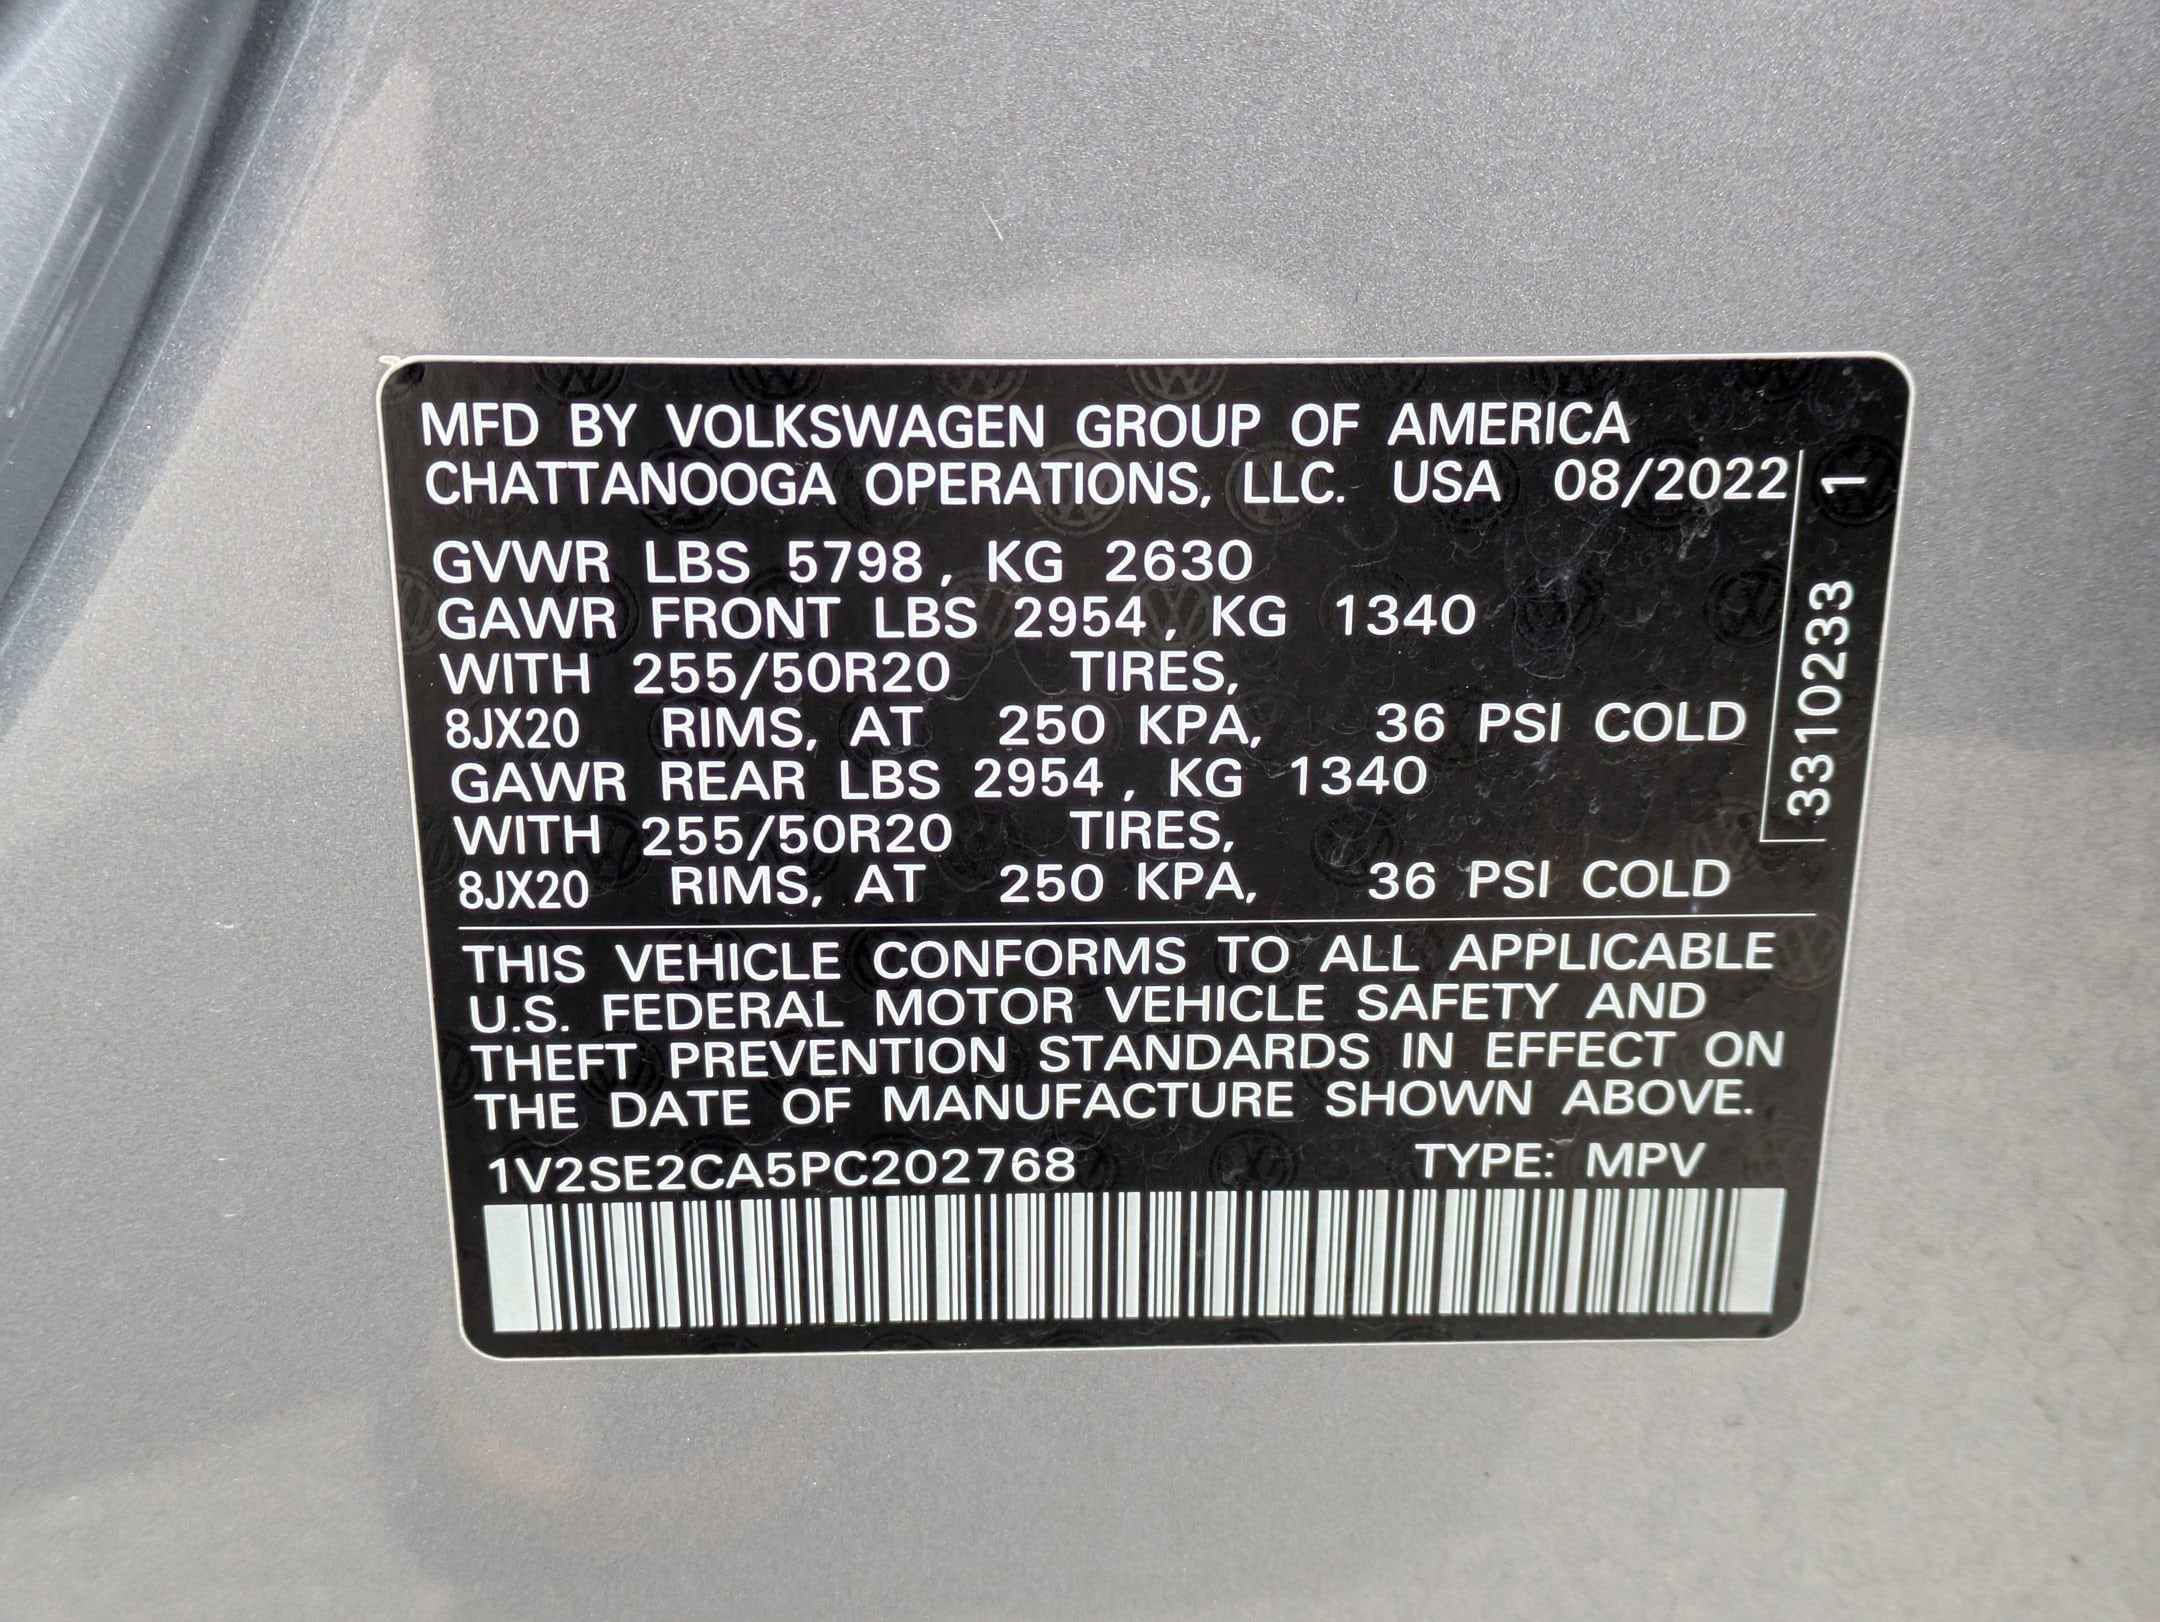 MFD BY VOLKSWAGEN GROUP OF AMERICA
CHATTANOOGA OPERATIONS, LLC. USA 08/2022
GVWR LBS 5798, KG 2630
GAWR FRONT LBS 2954, KG 1340
WITH 255/50R20 TIRES,
8JX20 RIMS, AT 250 KPA, 36 PSI COLD
GAWR REAR LBS 2954, KG 1340
WITH 255/50R20 TIRES,
8JX20 RIMS, AT 250 KPA, 36 PSI COLD
3310233 1
THIS VEHICLE CONFORMS TO ALL APPLICABLE
U.S. FEDERAL MOTOR VEHICLE SAFETY AND
THEFT PREVENTION STANDARDS IN EFFECT ON
THE DATE OF MANUFACTURE SHOWN ABOVE.
1V2SE2CA5PC202768 TYPE: MPV